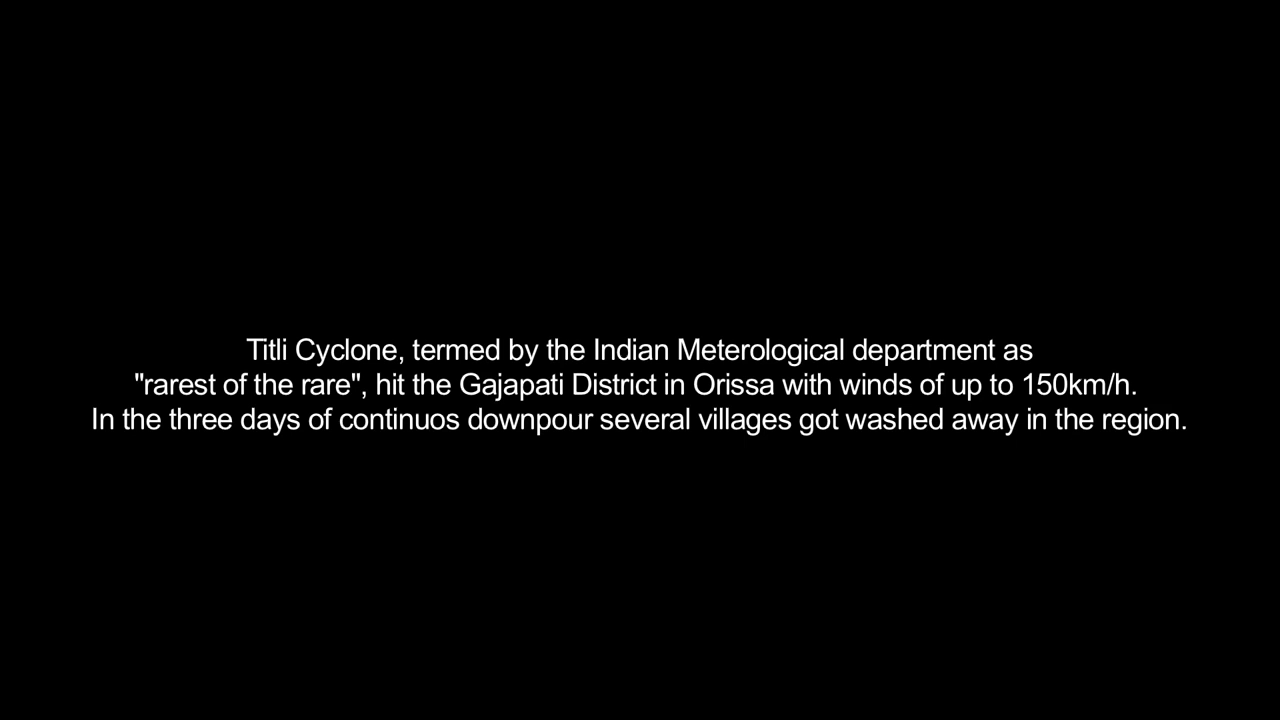 Titli Cyclone, termed by the Indian Meterological department as
"rarest of the rare", hit the Gajapati District in Orissa with winds of up to 150km/h.
In the three days of continuos downpour several villages got washed away in the region.